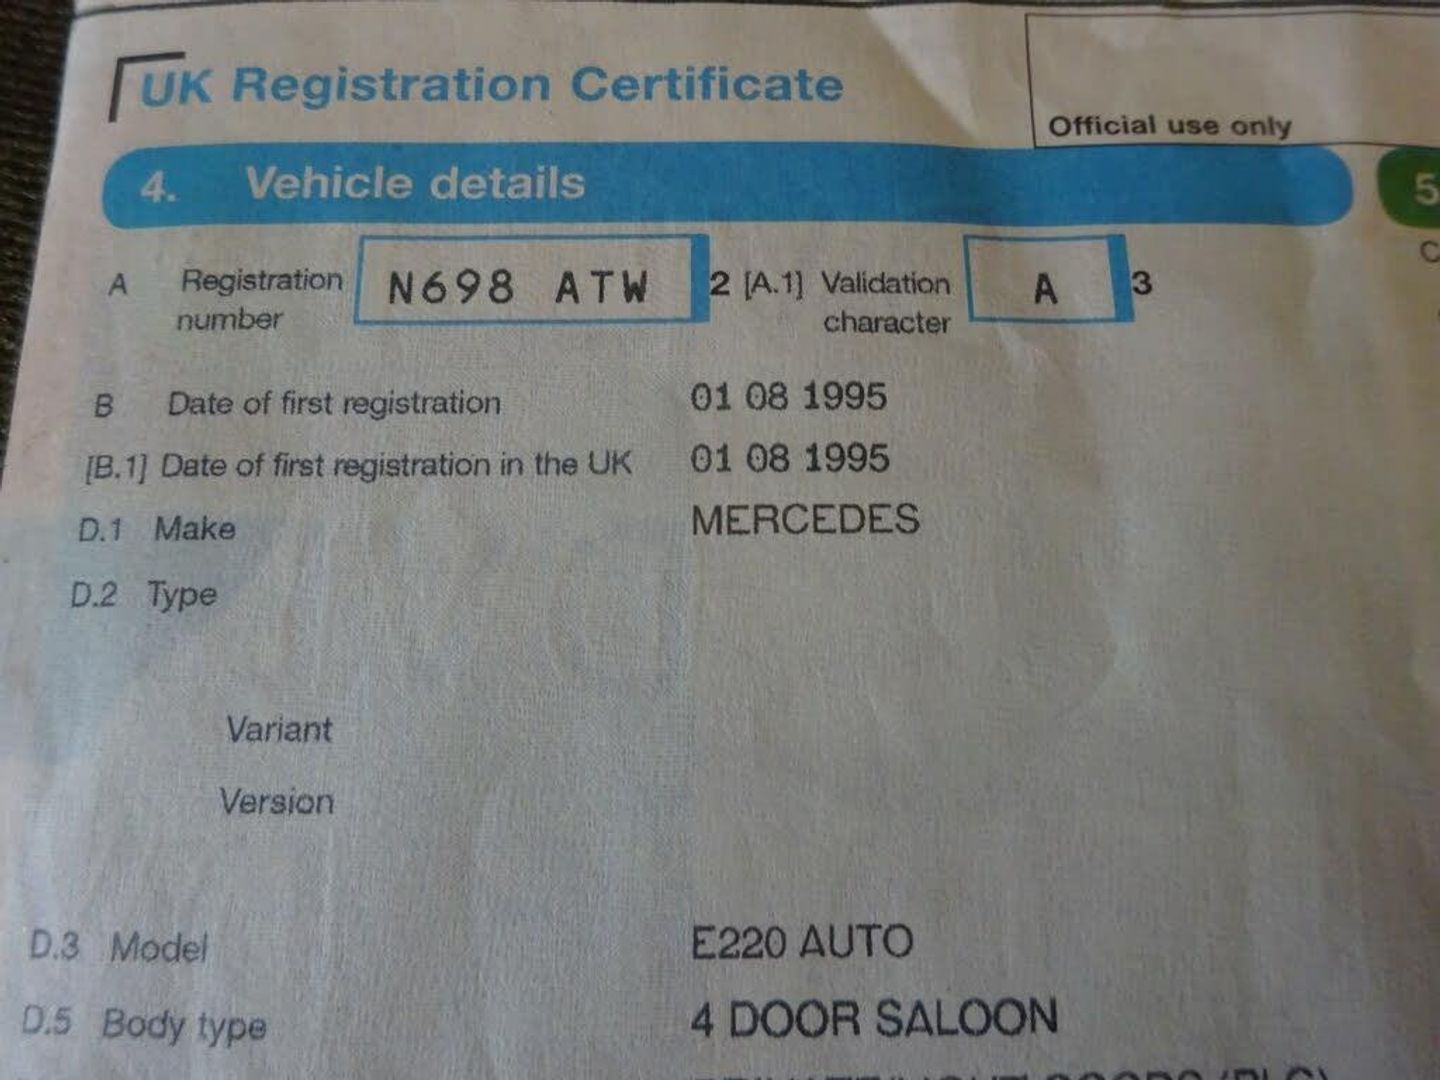 UK Registration Certificate
Official use only
4. Vehicle details
5
A Registration number N698 ATW 2 [A.1] Validation character A 3
B Date of first registration 01 08 1995
[B.1] Date of first registration in the UK 01 08 1995
D.1 Make MERCEDES
D.2 Type
Variant
Version
D.3 Model E220 AUTO
D.5 Body type 4 DOOR SALOON